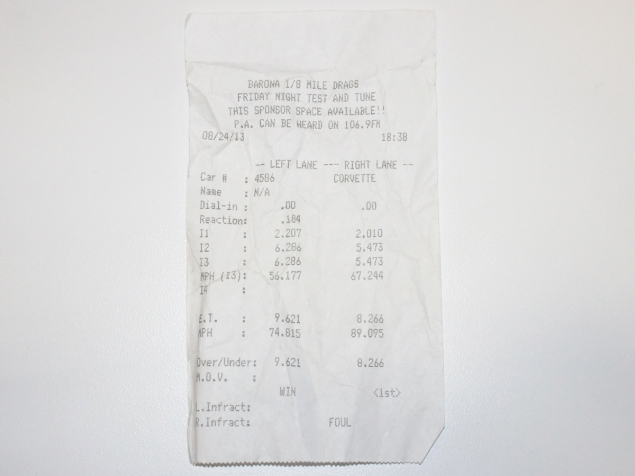 BARONA 1/8 MILE DRAGS
FRIDAY NIGHT TEST AND TUNE
THIS SPONSOR SPACE AVAILABLE!!
P.A. CAN BE HEARD ON 106.9FM
08/24/13 18:38
-- LEFT LANE --- RIGHT LANE --
Car # : 4586 CORVETTE
Name : N/A
Dial-in : .00 .00
Reaction: .184
I1 : 2.207 2.010
I2 : 6.286 5.473
I3 : 6.286 5.473
MPH (I3): 56.177 67.244
I4 :
E.T. : 9.621 8.266
MPH : 74.815 89.095
Over/Under: 9.621 8.266
M.O.V. :
WIN <1st>
L.Infract:
R.Infract: FOUL